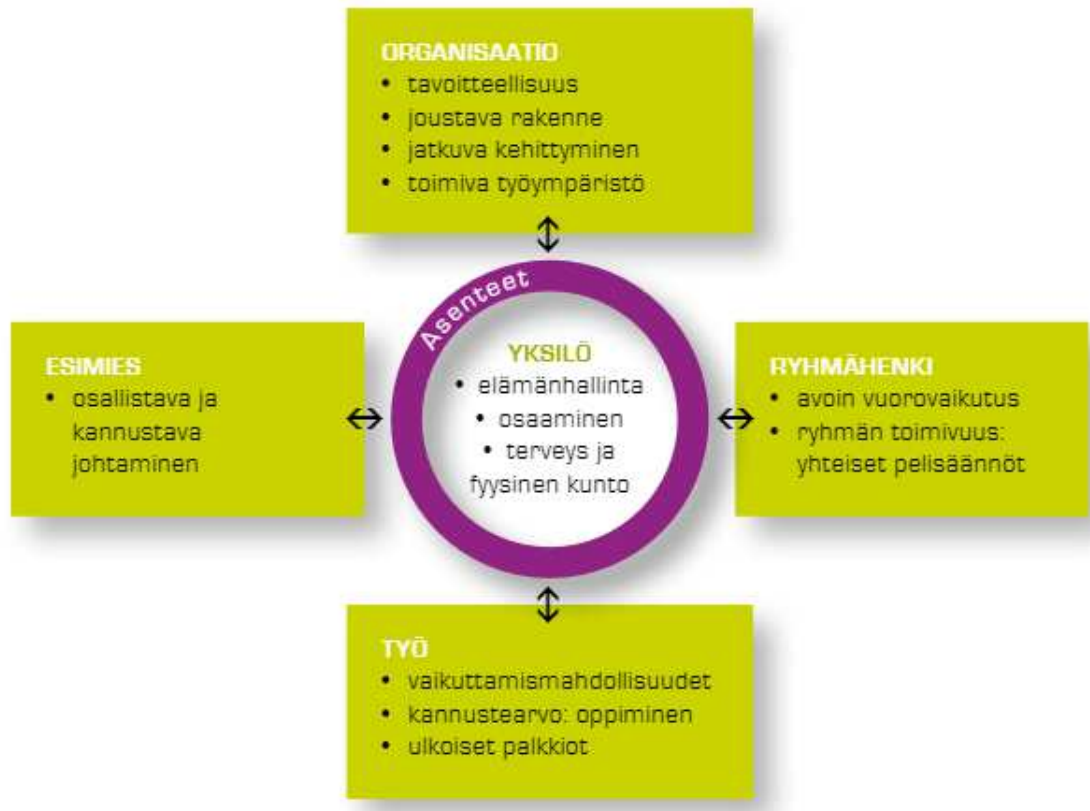 ORGANISAATIO
• tavoitteellisuus
• joustava rakenne
• jatkuva kehittyminen
• toimiva työympäristö
Asenteet
ESIMIES
• osallistava ja
kannustava
johtaminen
YKSILÖ
• elämänhallinta
• osaaminen
• terveys ja
fyysinen kunto
RYHMÄHENKI
• avoin vuorovaikutus
• ryhmän toimivuus:
yhteiset pelisäännöt
TYÖ
• vaikuttamismahdollisuudet
• kannustearvo: oppiminen
• ulkoiset palkkiot